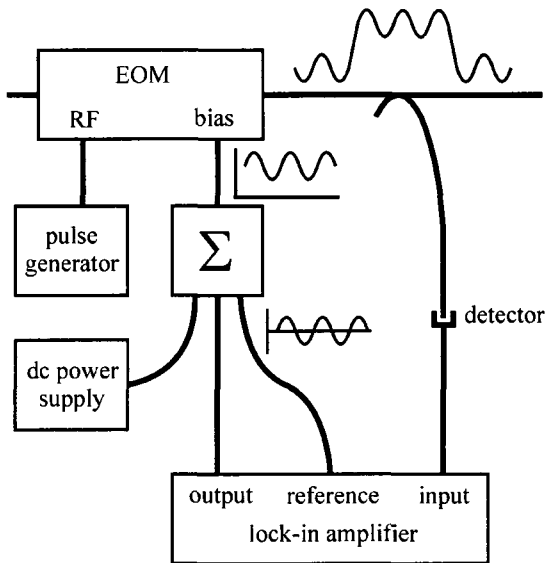 EOM
RF bias
pulse
generator
Σ
detector
dc power
supply
output reference input
lock-in amplifier